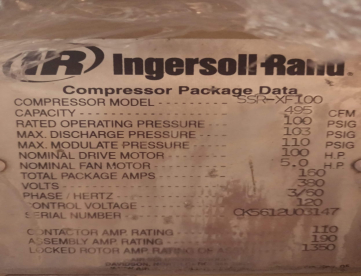 IR Ingersoll-Rand
Compressor Package Data
COMPRESSOR MODEL - - - - - - - - - SSR-XFI00
CAPACITY - - - - - - - - - - - - - - 495 CFM
RATED OPERATING PRESSURE - - - - 100 PSIG
MAX. DISCHARGE PRESSURE - - - - - 103 PSIG
MAX. MODULATE PRESSURE - - - - - 110 PSIG
NOMINAL DRIVE MOTOR - - - - - - - 100 H.P.
NOMINAL FAN MOTOR - - - - - - - - 5.0 H.P.
TOTAL PACKAGE AMPS - - - - - - - - 160
VOLTS - - - - - - - - - - - - - - - 380
PHASE / HERTZ - - - - - - - - - - - 3/50
CONTROL VOLTAGE - - - - - - - - - 120
SERIAL NUMBER - - - - - - - CK5612U03147
CONTACTOR AMP RATING - - 110
ASSEMBLY AMP RATING - - 190
LOCKED ROTOR AMP RATING 1350